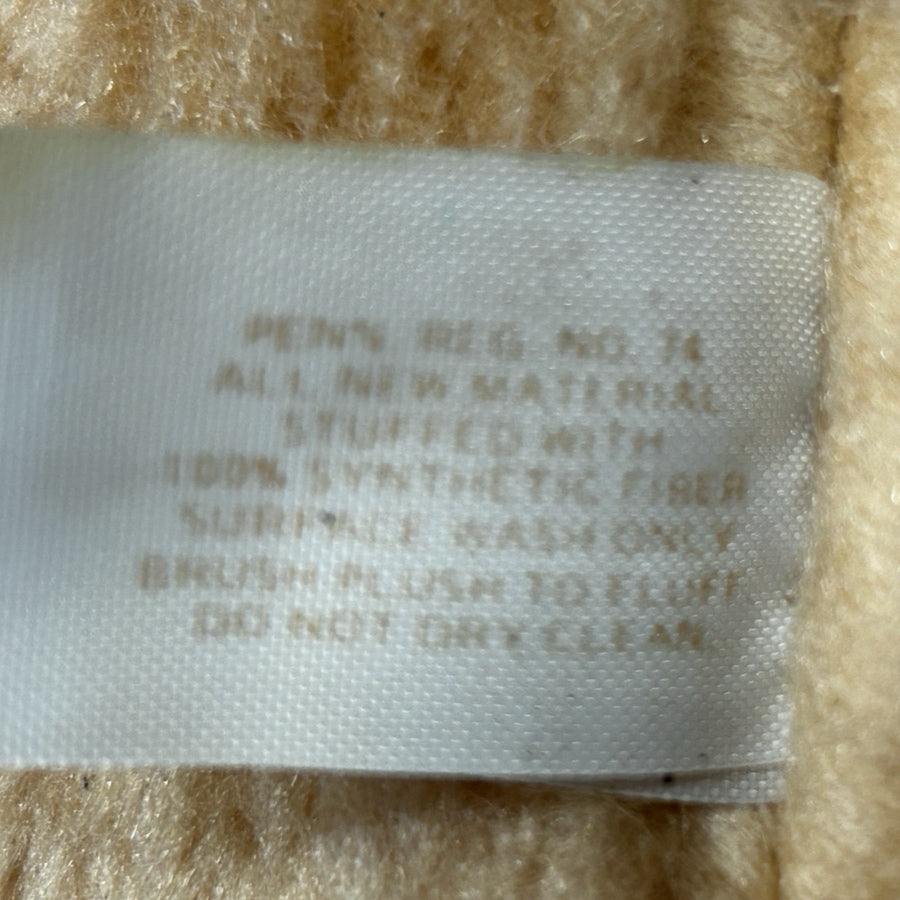 PENN REG. NO. 74
ALL NEW MATERIAL
STUFFED WITH
100% SYNTHETIC FIBER
SURFACE WASH ONLY
BRUSH PLUSH TO FLUFF
DO NOT DRY CLEAN